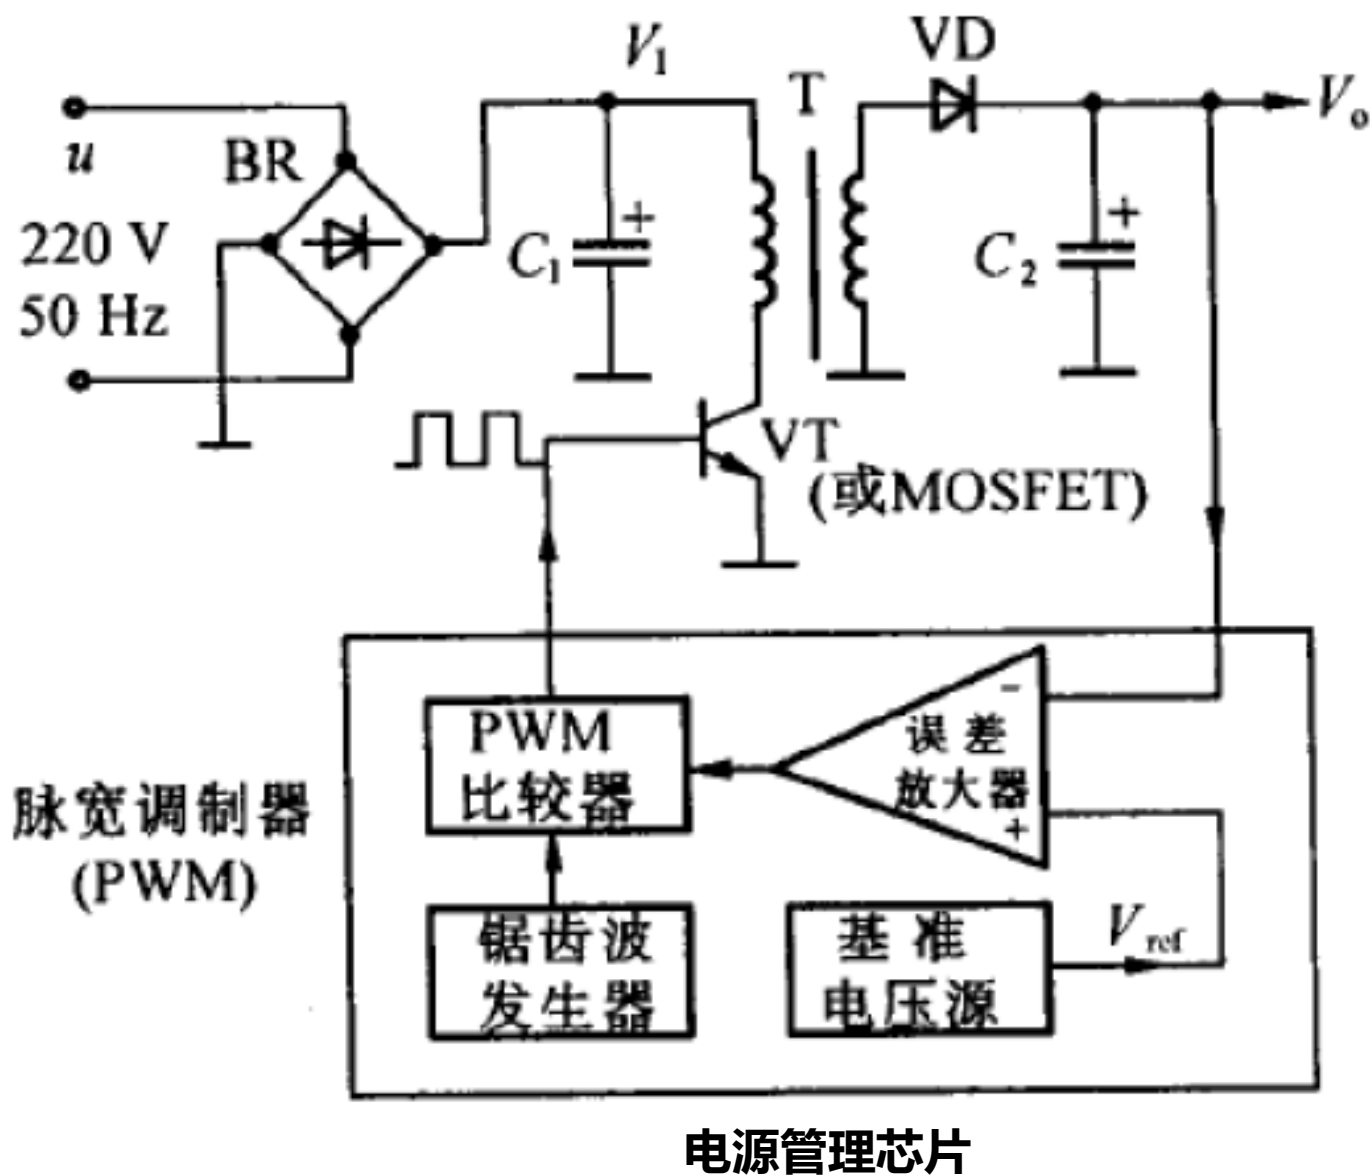 V₁
VD
T
Vₒ
u
BR
220 V
50 Hz
+
C₁
+
C₂
VT
(或MOSFET)
PWM
比较器
-
误差
放大器
+
脉宽调制器
(PWM)
锯齿波
发生器
基准
电压源
V_ref
电源管理芯片